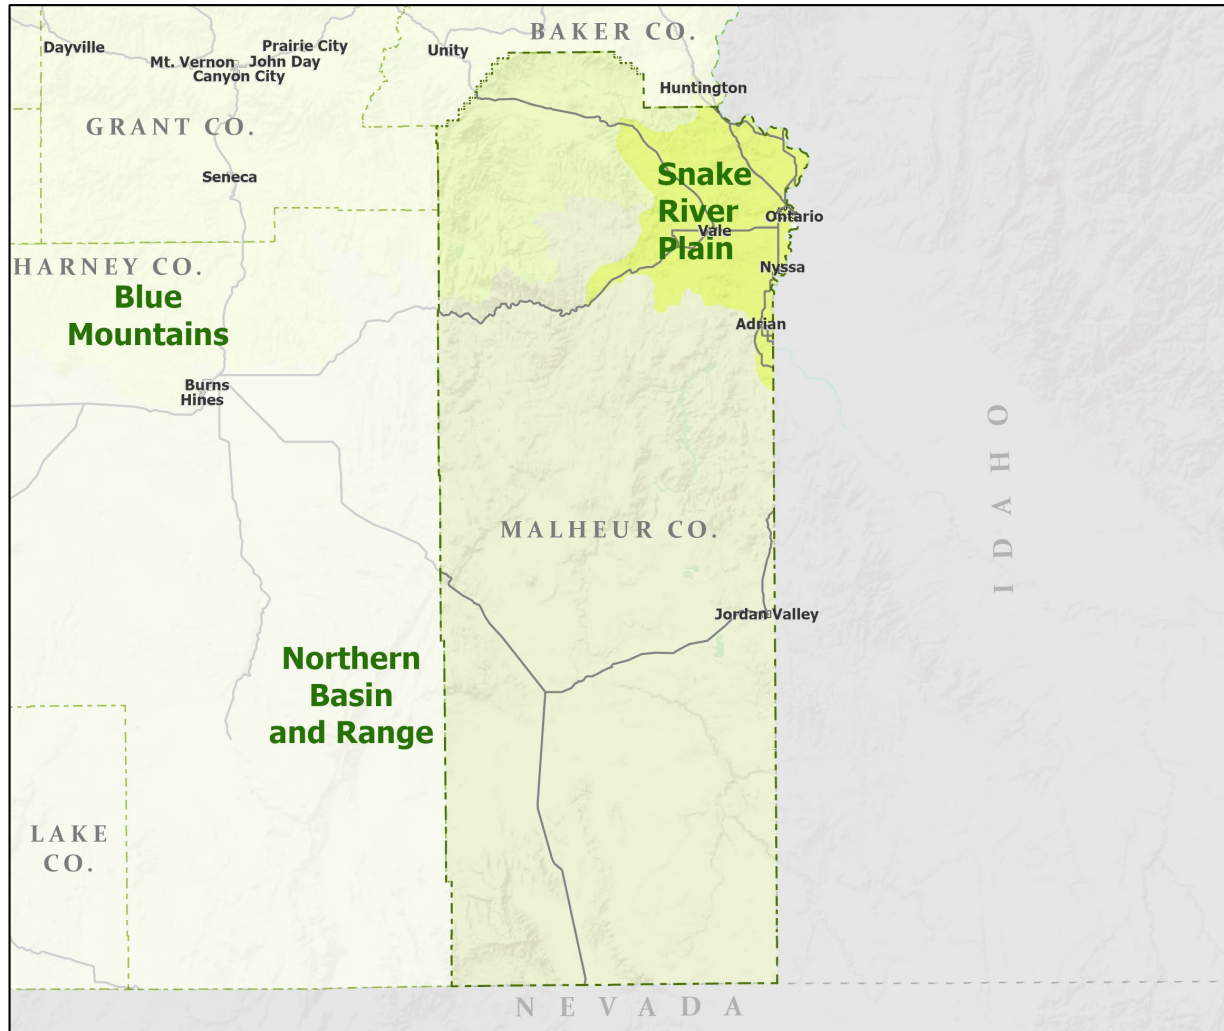 BAKER CO.
Dayville
Prairie City
Unity
Mt. Vernon
John Day
Canyon City
Huntington
GRANT CO.
Seneca
Snake
River
Plain
Ontario
Vale
HARNEY CO.
Nyssa
Blue
Mountains
Adrian
Burns
Hines
IDAHO
MALHEUR CO.
Jordan Valley
Northern
Basin
and Range
LAKE
CO.
NEVADA